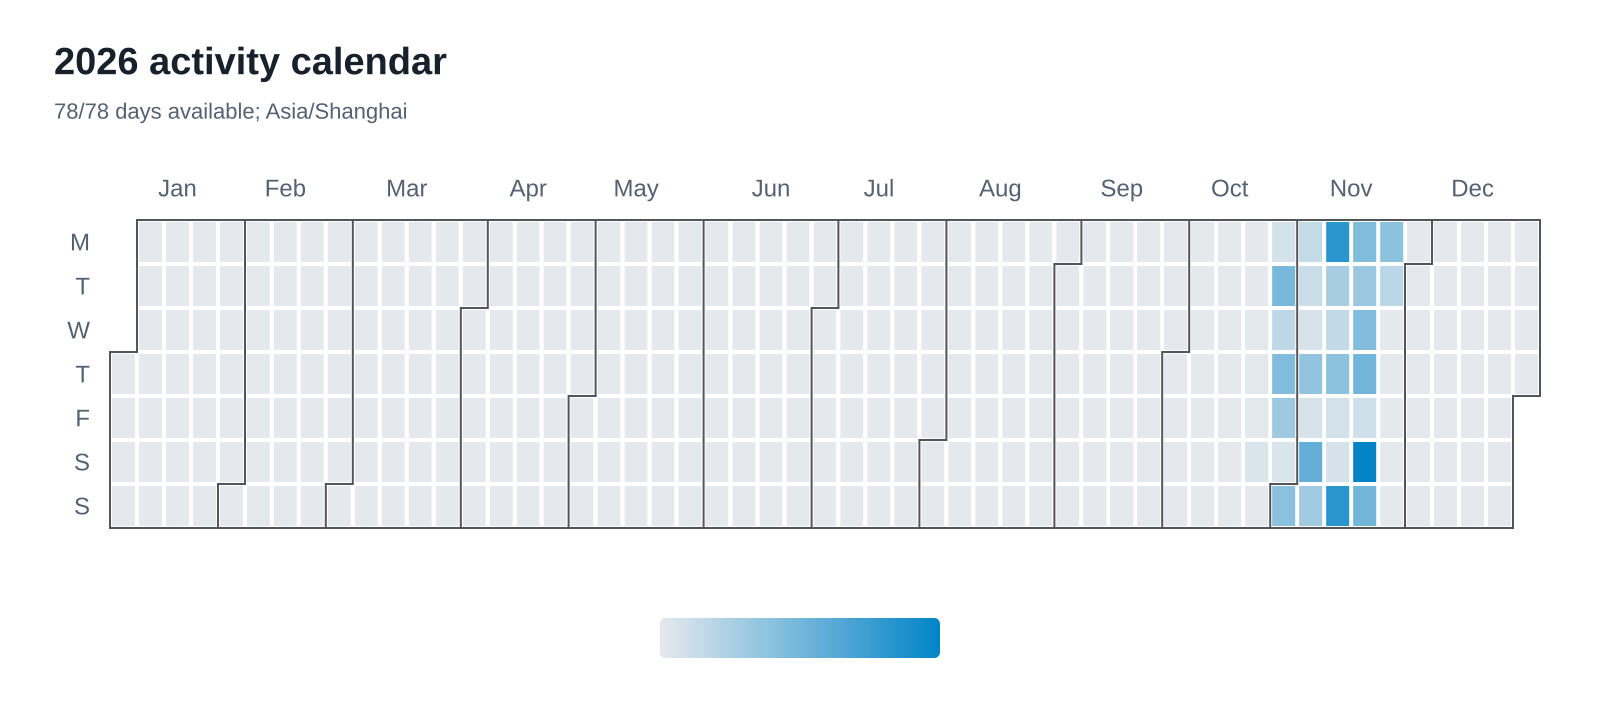 2026 activity calendar
78/78 days available; Asia/Shanghai
Jan Feb Mar Apr May Jun Jul Aug Sep Oct Nov Dec
M
T
W
T
F
S
S